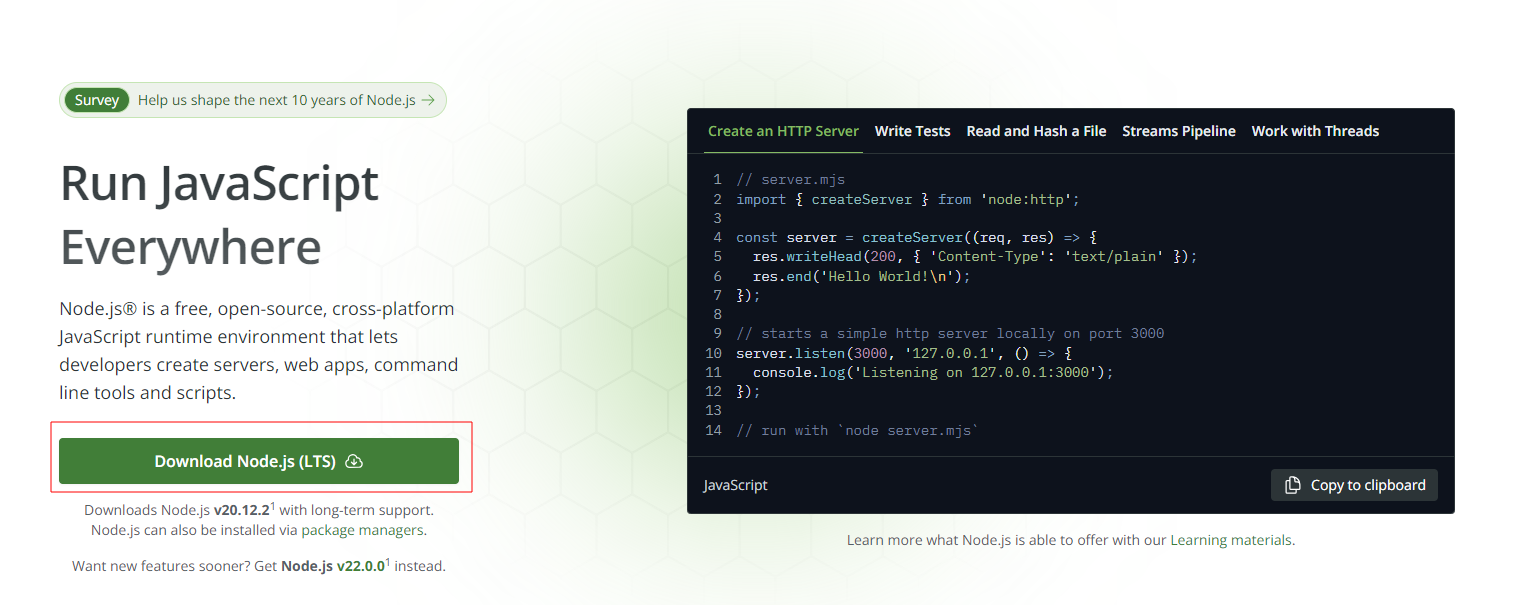 Survey Help us shape the next 10 years of Node.js →
Run JavaScript
Everywhere
Node.js® is a free, open-source, cross-platform
JavaScript runtime environment that lets
developers create servers, web apps, command
line tools and scripts.
Download Node.js (LTS)
Downloads Node.js v20.12.2¹ with long-term support.
Node.js can also be installed via package managers.
Want new features sooner? Get Node.js v22.0.0¹ instead.
Create an HTTP Server Write Tests Read and Hash a File Streams Pipeline Work with Threads
1 // server.mjs
2 import { createServer } from 'node:http';
3
4 const server = createServer((req, res) => {
5   res.writeHead(200, { 'Content-Type': 'text/plain' });
6   res.end('Hello World!\n');
7 });
8
9 // starts a simple http server locally on port 3000
10 server.listen(3000, '127.0.0.1', () => {
11   console.log('Listening on 127.0.0.1:3000');
12 });
13
14 // run with `node server.mjs`
JavaScript Copy to clipboard
Learn more what Node.js is able to offer with our Learning materials.